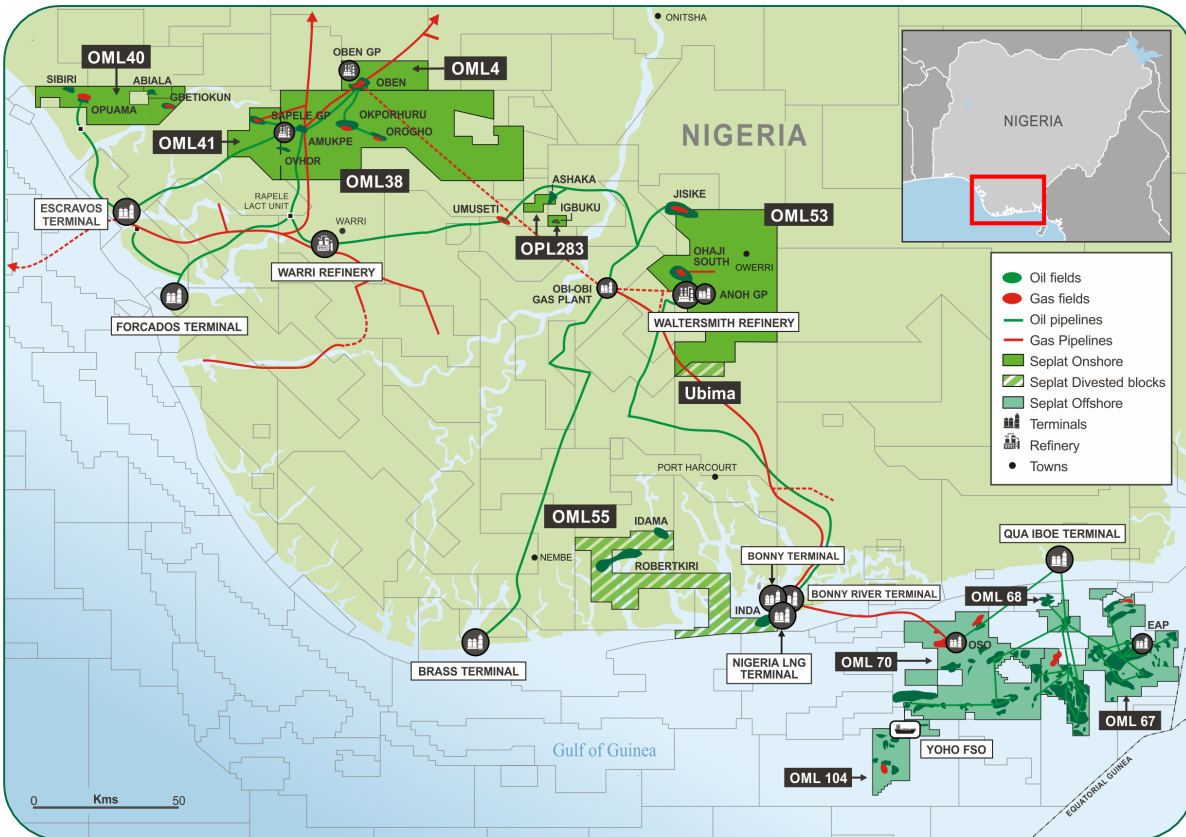 ONITSHA
OBEN GP
OML40
OML4
SIBIRI
ABIALA
OBEN
GBETIOKUN
OPUAMA
SAPELE GP
OKPORHURU
OROGHO
OML41
AMUKPE
OVHOR
NIGERIA
NIGERIA
OML38
ASHAKA
RAPELE
LACT UNIT
JISIKE
ESCRAVOS
TERMINAL
UMUSETI
IGBUKU
OML53
WARRI
OPL283
OHAJI
SOUTH
OWERRI
WARRI REFINERY
OBI-OBI
GAS PLANT
ANOH GP
FORCADOS TERMINAL
WALTERSMITH REFINERY
Ubima
Oil fields
Gas fields
Oil pipelines
Gas Pipelines
Seplat Onshore
Seplat Divested blocks
Seplat Offshore
Terminals
Refinery
Towns
PORT HARCOURT
OML55
IDAMA
QUA IBOE TERMINAL
NEMBE
ROBERTKIRI
BONNY TERMINAL
BONNY RIVER TERMINAL
OML 68
INDA
EAP
OSO
BRASS TERMINAL
NIGERIA LNG
TERMINAL
OML 70
OML 67
Gulf of Guinea
YOHO FSO
OML 104
EQUATORIAL GUINEA
0 Kms 50